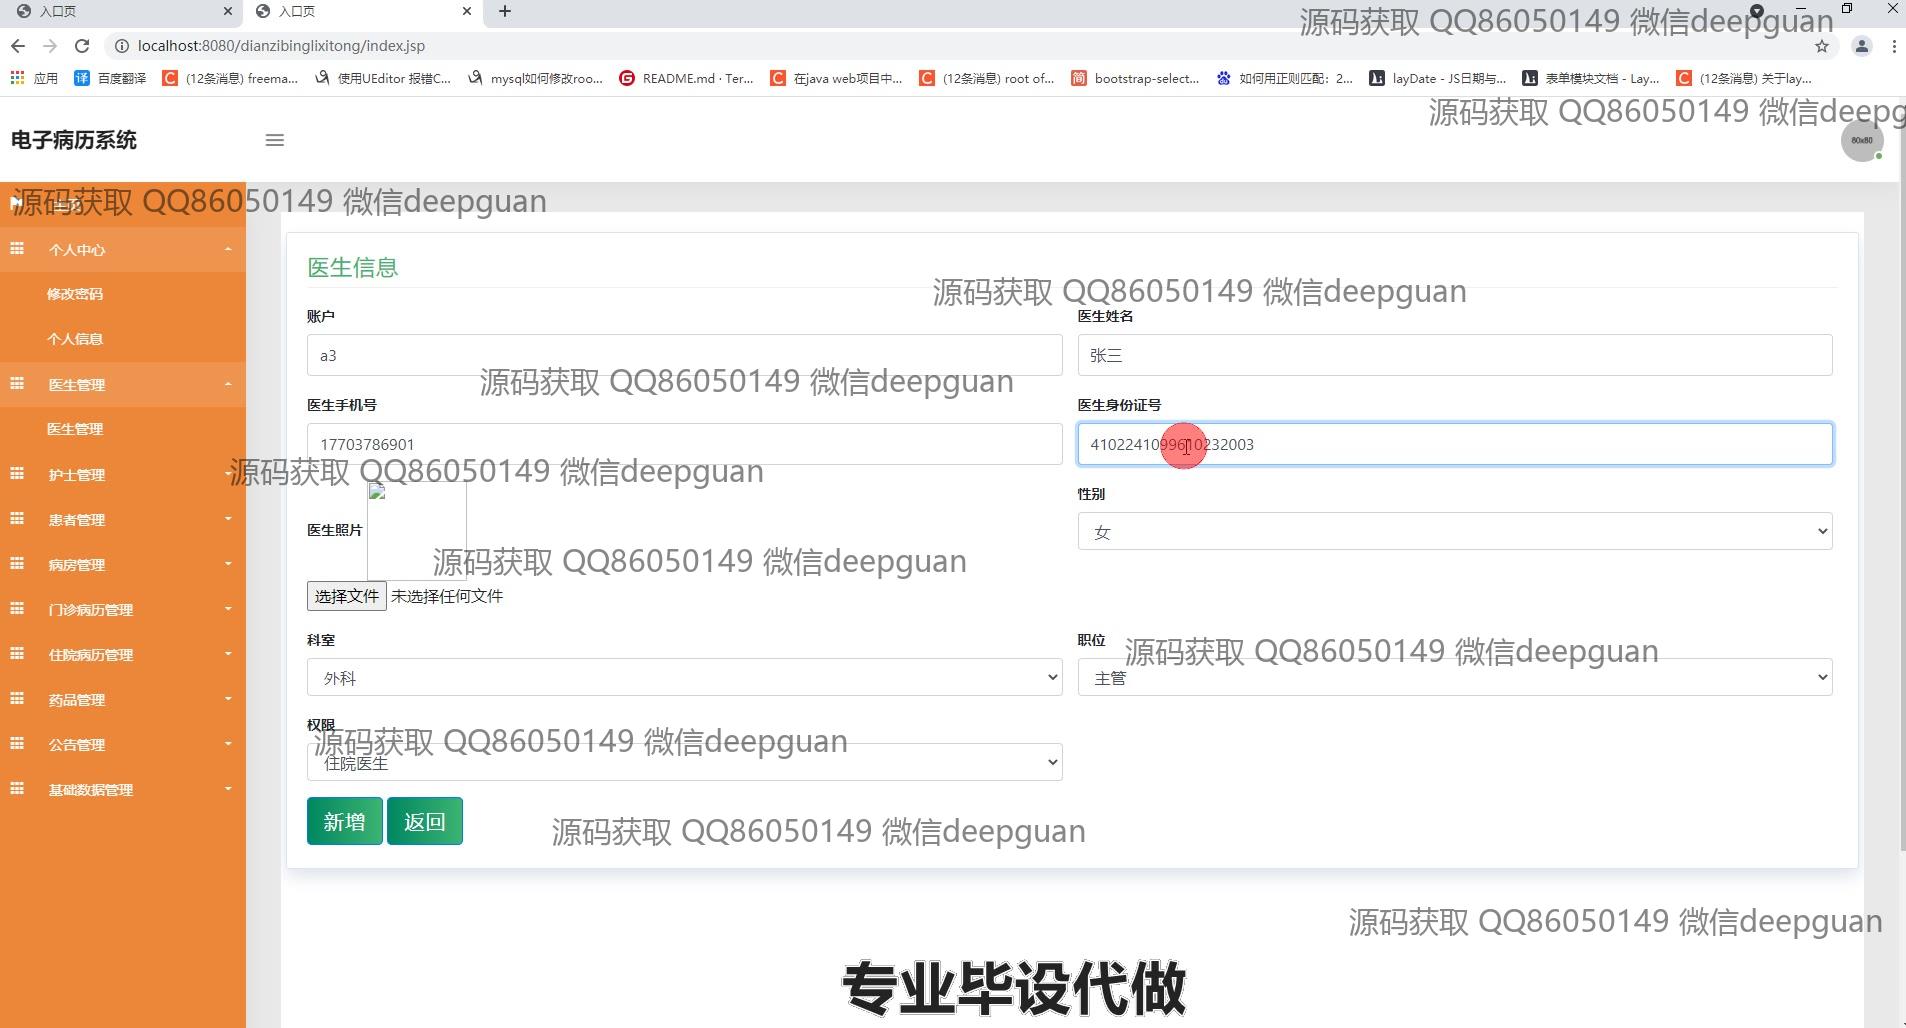 入口页
入口页
localhost:8080/dianzibinglixitong/index.jsp
应用
百度翻译
(12条消息) freema...
使用UEditor 报错C...
mysql如何修改roo...
README.md · Ter...
在java web项目中...
(12条消息) root of...
bootstrap-select...
如何用正则匹配：2...
layDate - JS日期与...
表单模块文档 - Lay...
(12条消息) 关于lay...
源码获取 QQ86050149 微信deepguan
源码获取 QQ86050149 微信deepg
电子病历系统
80x80
源码获取 QQ86050149 微信deepguan
主页
个人中心
修改密码
个人信息
医生管理
医生管理
护士管理
患者管理
病房管理
门诊病历管理
住院病历管理
药品管理
公告管理
基础数据管理
医生信息
源码获取 QQ86050149 微信deepguan
账户
医生姓名
a3
张三
源码获取 QQ86050149 微信deepguan
医生手机号
医生身份证号
17703786901
4102241099610232003
源码获取 QQ86050149 微信deepguan
性别
医生照片
女
源码获取 QQ86050149 微信deepguan
选择文件 未选择任何文件
科室
职位
源码获取 QQ86050149 微信deepguan
外科
主管
权限
源码获取 QQ86050149 微信deepguan
住院医生
新增 返回
源码获取 QQ86050149 微信deepguan
源码获取 QQ86050149 微信deepguan
专业毕设代做